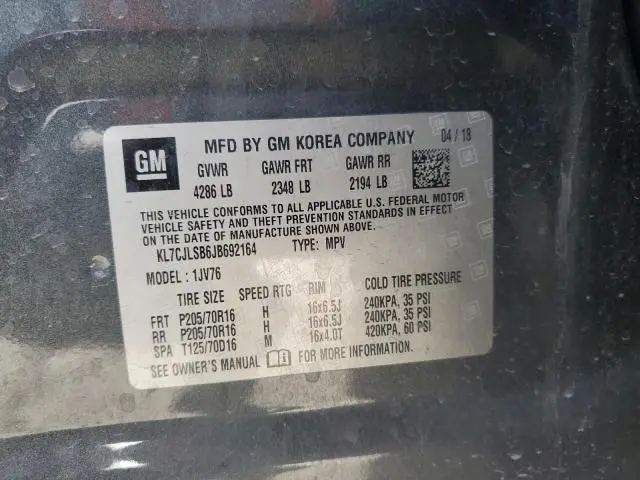 GM MFD BY GM KOREA COMPANY 04 / 18
GVWR GAWR FRT GAWR RR
4286 LB 2348 LB 2194 LB
THIS VEHICLE CONFORMS TO ALL APPLICABLE U.S. FEDERAL MOTOR
VEHICLE SAFETY AND THEFT PREVENTION STANDARDS IN EFFECT
ON THE DATE OF MANUFACTURE SHOWN ABOVE.
KL7CJLSB6JB692164 TYPE: MPV
MODEL : 1JV76
TIRE SIZE SPEED RTG RIM COLD TIRE PRESSURE
FRT P205/70R16 H 16x6.5J 240KPA, 35 PSI
RR P205/70R16 H 16x6.5J 240KPA, 35 PSI
SPA T125/70D16 M 16x4.0T 420KPA, 60 PSI
SEE OWNER'S MANUAL FOR MORE INFORMATION.